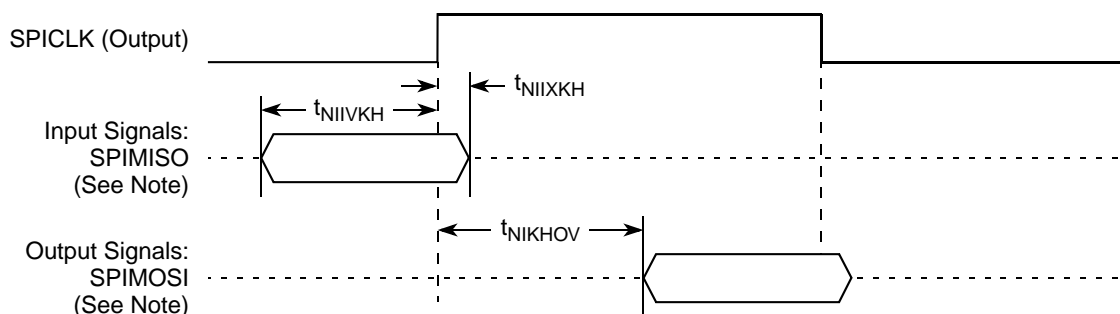 SPICLK (Output)
tNIIXKH
tNIIVKH
Input Signals:
SPIMISO
(See Note)
tNIKHOV
Output Signals:
SPIMOSI
(See Note)